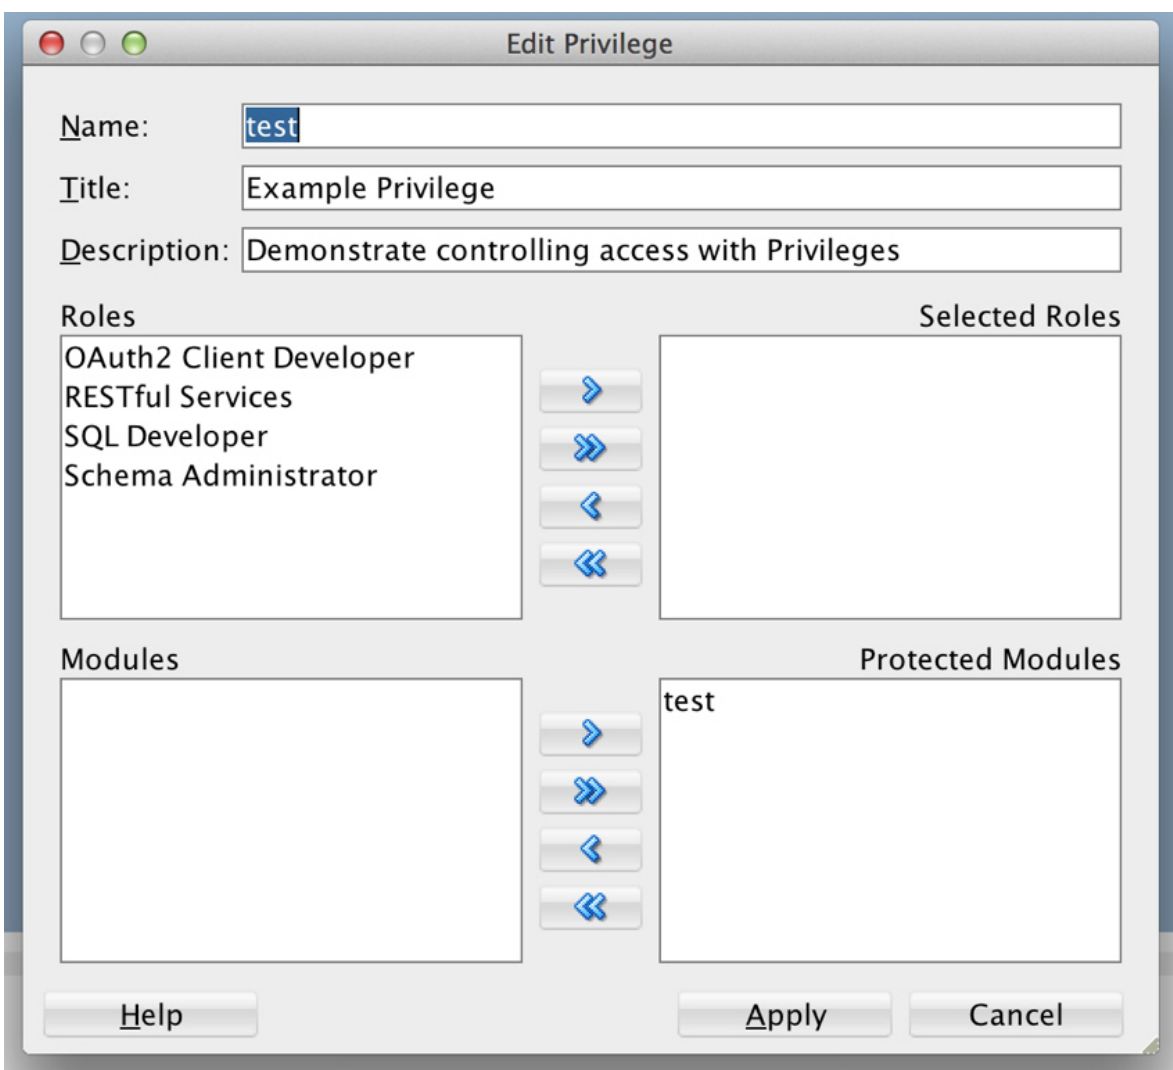 Edit Privilege
Name: test
Title: Example Privilege
Description: Demonstrate controlling access with Privileges
Roles
OAuth2 Client Developer
RESTful Services
SQL Developer
Schema Administrator
Selected Roles
Modules
Protected Modules
test
Help
Apply
Cancel